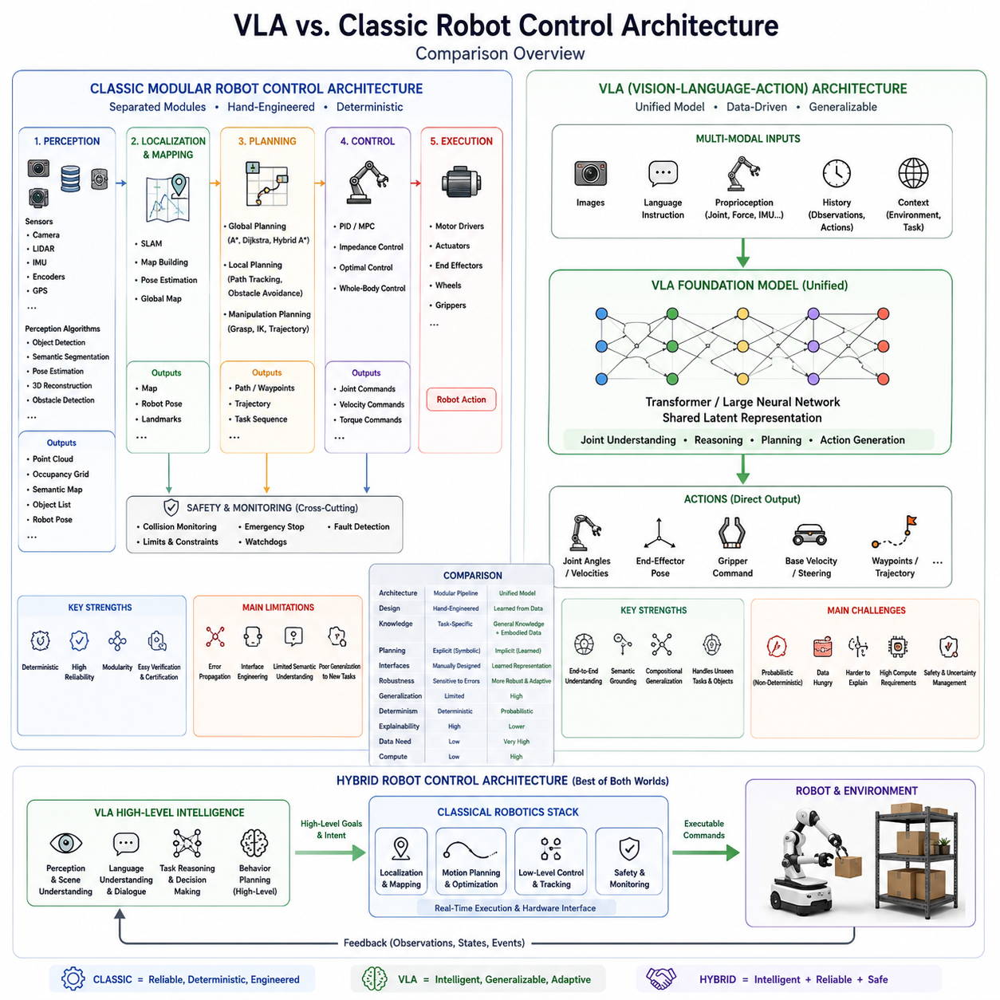 VLA vs. Classic Robot Control Architecture
Comparison Overview
CLASSIC MODULAR ROBOT CONTROL ARCHITECTURE
Separated Modules • Hand-Engineered • Deterministic
1. PERCEPTION
Sensors
• Camera
• LIDAR
• IMU
• Encoders
• GPS
...
Perception Algorithms
• Object Detection
• Semantic Segmentation
• Pose Estimation
• 3D Reconstruction
• Obstacle Detection
...
Outputs
• Point Cloud
• Occupancy Grid
• Semantic Map
• Object List
• Robot Pose
...
2. LOCALIZATION
& MAPPING
• SLAM
• Map Building
• Pose Estimation
• Global Map
Outputs
• Map
• Robot Pose
• Landmarks
...
3. PLANNING
• Global Planning
(A*, Dijkstra, Hybrid A*)
• Local Planning
(Path Tracking,
Obstacle Avoidance)
• Manipulation Planning
(Grasp, IK, Trajectory)
Outputs
• Path / Waypoints
• Trajectory
• Task Sequence
...
4. CONTROL
• PID / MPC
• Impedance Control
• Optimal Control
• Whole-Body Control
Outputs
• Joint Commands
• Velocity Commands
• Torque Commands
...
5. EXECUTION
• Motor Drivers
• Actuators
• End Effectors
• Wheels
• Grippers
...
Robot Action
SAFETY & MONITORING (Cross-Cutting)
• Collision Monitoring
• Emergency Stop
• Fault Detection
• Limits & Constraints
• Watchdogs
KEY STRENGTHS
Deterministic
High
Reliability
Modularity
Easy Verification
& Certification
MAIN LIMITATIONS
Error
Propagation
Interface
Engineering
Limited Semantic
Understanding
Poor Generalization
to New Tasks
VLA (VISION-LANGUAGE-ACTION) ARCHITECTURE
Unified Model • Data-Driven • Generalizable
MULTI-MODAL INPUTS
Images
Language
Instruction
Proprioception
(Joint, Force, IMU...)
History
(Observations,
Actions)
Context
(Environment,
Task)
VLA FOUNDATION MODEL (Unified)
Transformer / Large Neural Network
Shared Latent Representation
Joint Understanding • Reasoning • Planning • Action Generation
ACTIONS (Direct Output)
Joint Angles
/ Velocities
End-Effector
Pose
Gripper
Command
Base Velocity
/ Steering
Waypoints /
Trajectory
...
COMPARISON
Architecture Modular Pipeline Unified Model
Design Hand-Engineered Learned from Data
Knowledge Task-Specific General Knowledge
+ Embodied Data
Planning Explicit (Symbolic) Implicit (Learned)
Interfaces Manually Designed Learned Representation
Robustness Sensitive to Errors More Robust & Adaptive
Generalization Limited High
Determinism Deterministic Probabilistic
Explainability High Lower
Data Need Low Very High
Compute Low High
KEY STRENGTHS
End-to-End
Understanding
Semantic
Grounding
Compositional
Generalization
Handles Unseen
Tasks & Objects
MAIN CHALLENGES
Probabilistic
(Non-Deterministic)
Data
Hungry
Harder to
Explain
High Compute
Requirements
Safety & Uncertainty
Management
HYBRID ROBOT CONTROL ARCHITECTURE (Best of Both Worlds)
VLA HIGH-LEVEL INTELLIGENCE
Perception
& Scene
Understanding
Language
Understanding
& Dialogue
Task Reasoning
& Decision
Making
Behavior
Planning
(High-Level)
High-Level Goals
& Intent
CLASSICAL ROBOTICS STACK
Localization
& Mapping
Motion Planning
& Optimization
Low-Level Control
& Tracking
Safety &
Monitoring
Real-Time Execution & Hardware Interface
Executable
Commands
ROBOT & ENVIRONMENT
Feedback (Observations, States, Events)
CLASSIC = Reliable, Deterministic, Engineered
VLA = Intelligent, Generalizable, Adaptive
HYBRID = Intelligent + Reliable + Safe